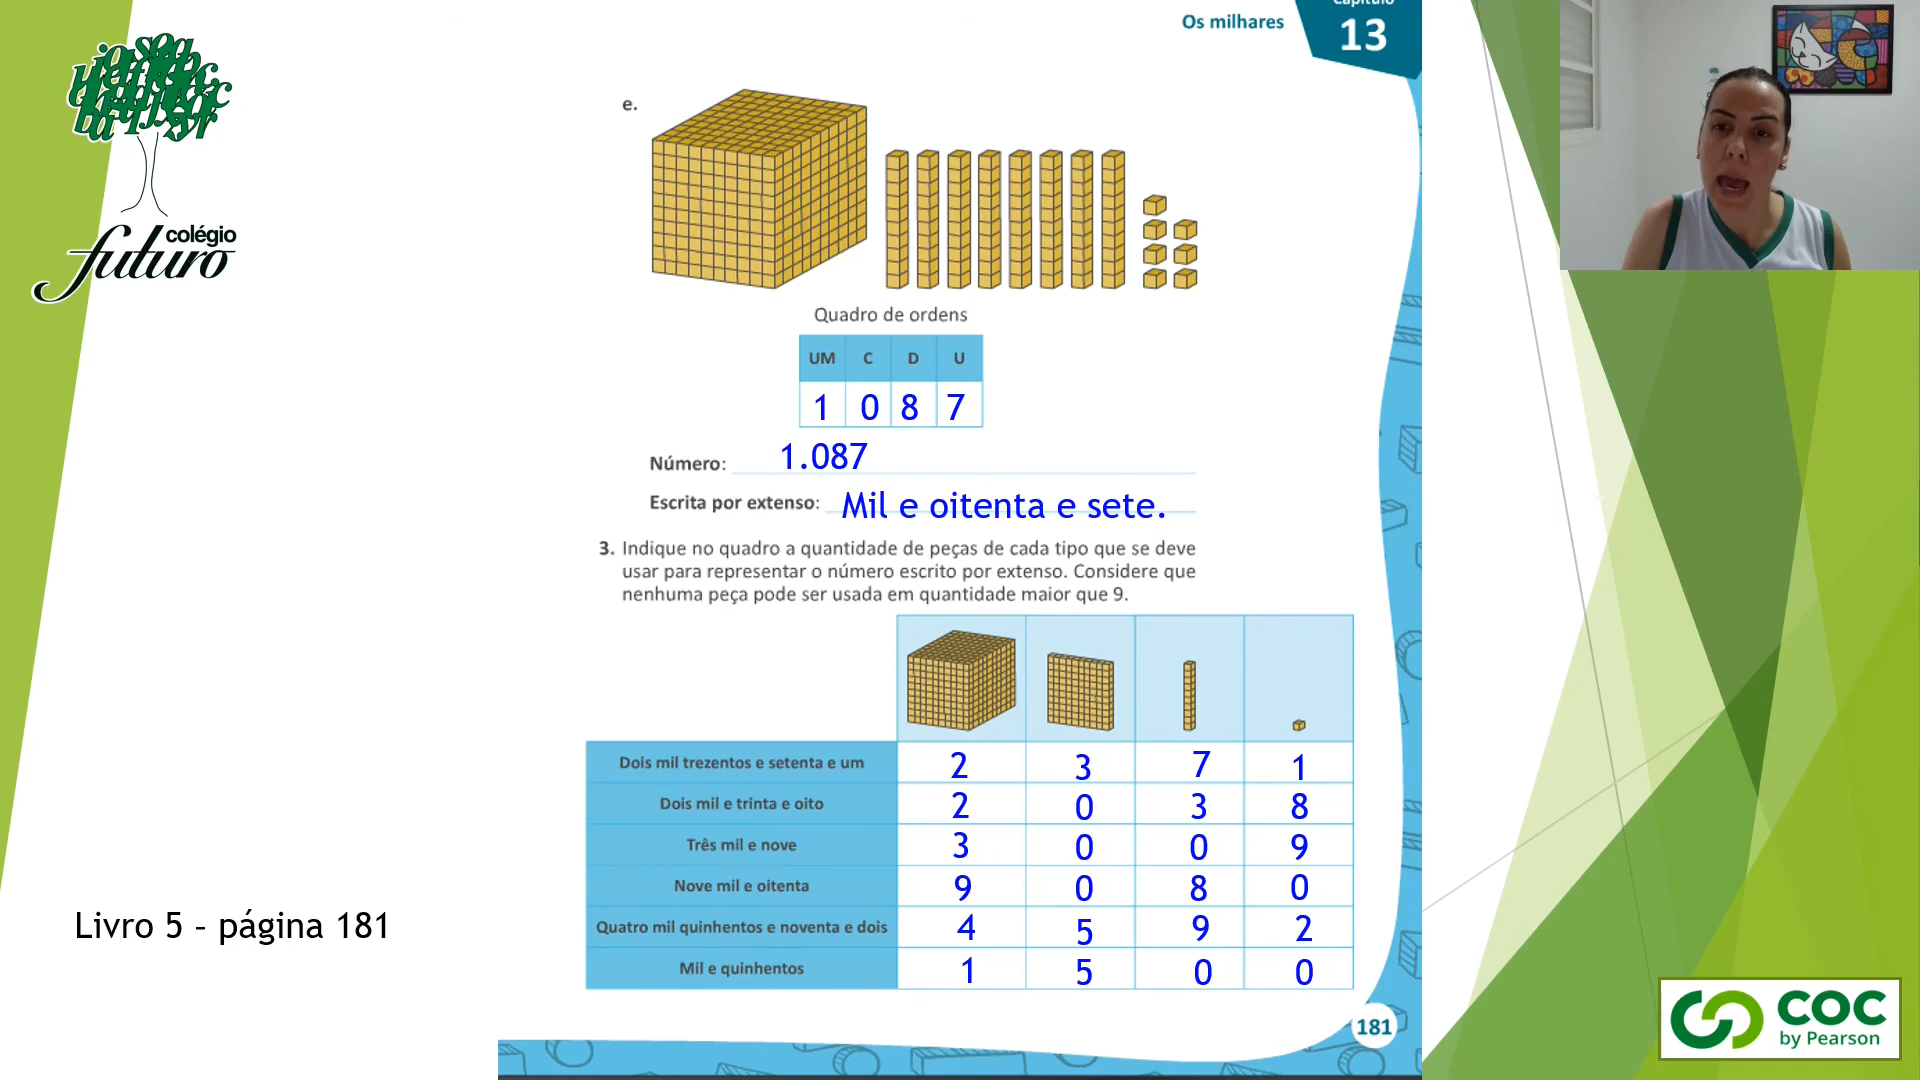 colégio
futuro
Os milhares
Capítulo
13
e.
Quadro de ordens
UM C D U
1 0 8 7
Número: 1.087
Escrita por extenso: Mil e oitenta e sete.
3. Indique no quadro a quantidade de peças de cada tipo que se deve
usar para representar o número escrito por extenso. Considere que
nenhuma peça pode ser usada em quantidade maior que 9.
Dois mil trezentos e setenta e um 2 3 7 1
Dois mil e trinta e oito 2 0 3 8
Três mil e nove 3 0 0 9
Nove mil e oitenta 9 0 8 0
Quatro mil quinhentos e noventa e dois 4 5 9 2
Mil e quinhentos 1 5 0 0
181
Livro 5 - página 181
COC
by Pearson